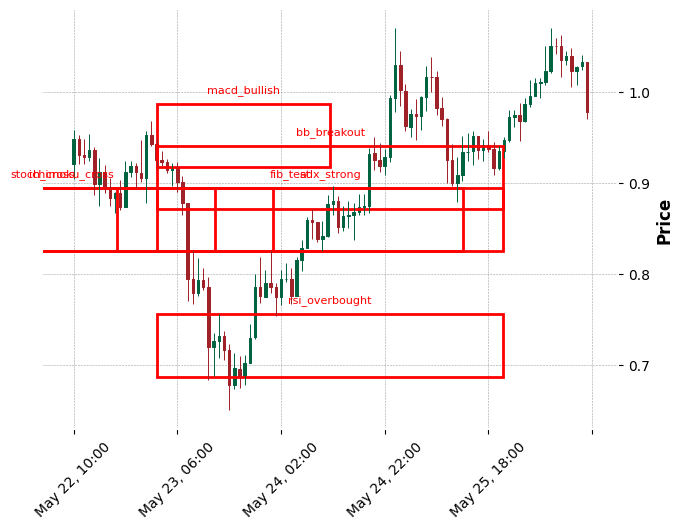 macd_bullish
bb_breakout
fib_test
adx_strong
rsi_overbought
1.0
0.9
0.8
0.7
Price
May 22, 10:00
May 23, 06:00
May 24, 02:00
May 24, 22:00
May 25, 18:00